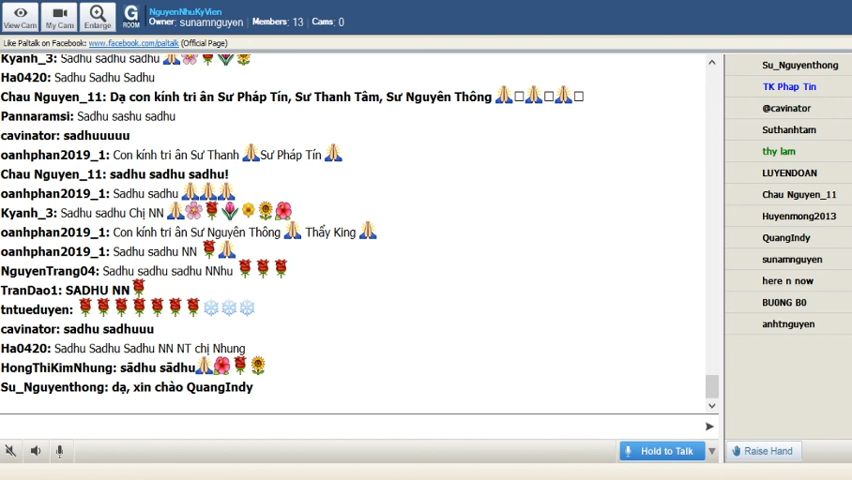 View Cam
My Cam
Enlarge
G
ROOM
NguyenNhuKyVien
Owner: sunamnguyen Members: 13 Cams: 0
Like Paltalk on Facebook: www.facebook.com/paltalk (Official Page)
Kyanh_3: Sadhu sadhu sadhu
Ha0420: Sadhu Sadhu Sadhu
Chau Nguyen_11: Dạ con kính tri ân Sư Pháp Tín, Sư Thanh Tâm, Sư Nguyên Thông
Pannaramsi: Sadhu sashu sadhu
cavinator: sadhuuuuu
oanhphan2019_1: Con kính tri ân Sư Thanh Sư Pháp Tín
Chau Nguyen_11: sadhu sadhu sadhu!
oanhphan2019_1: Sadhu sadhu
Kyanh_3: Sadhu sadhu Chị NN
oanhphan2019_1: Con kính tri ân Sư Nguyên Thông Thầy King
oanhphan2019_1: Sadhu sadhu NN
NguyenTrang04: Sadhu sadhu sadhu NNhu
TranDao1: SADHU NN
tntueduyen:
cavinator: sadhu sadhuuu
Ha0420: Sadhu Sadhu Sadhu NN NT chị Nhung
HongThiKimNhung: sādhu sādhu
Su_Nguyenthong: dạ, xin chào QuangIndy
Su_Nguyenthong
TK Phap Tin
@cavinator
Suthanhtam
thy lam
LUYENDOAN
Chau Nguyen_11
Huyenmong2013
QuangIndy
sunamnguyen
here n now
BU0NG B0
anhtnguyen
Hold to Talk
Raise Hand